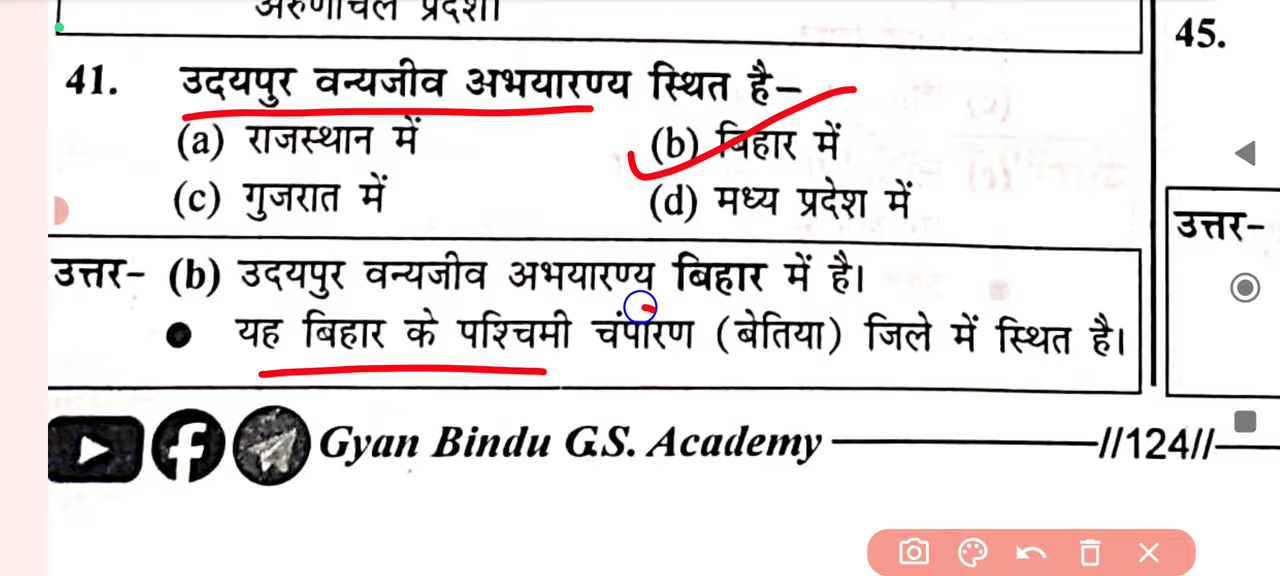 अरुणाचल प्रदेश।
41. उदयपुर वन्यजीव अभयारण्य स्थित है–
(a) राजस्थान में (b) बिहार में
(c) गुजरात में (d) मध्य प्रदेश में
उत्तर- (b) उदयपुर वन्यजीव अभयारण्य बिहार में है।
● यह बिहार के पश्चिमी चंपारण (बेतिया) जिले में स्थित है।
Gyan Bindu G.S. Academy //124//
45.
उत्तर-